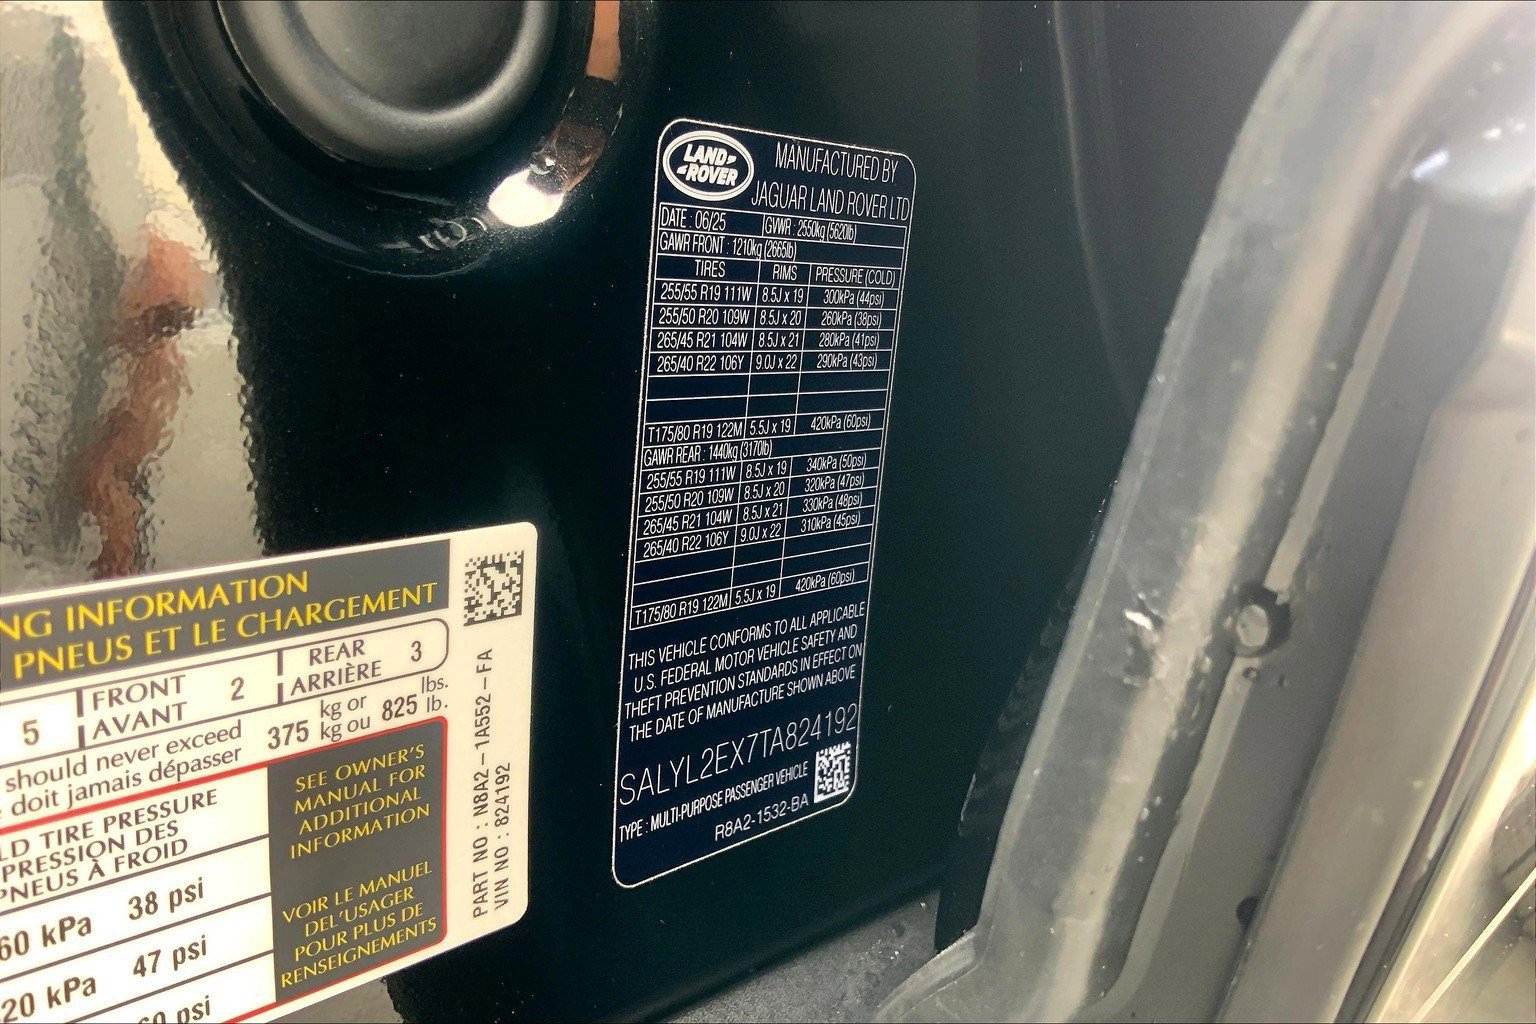 LAND-
-ROVER
MANUFACTURED BY
JAGUAR LAND ROVER LTD
DATE : 06/25 GVWR : 2550kg (5620lb)
GAWR FRONT : 1210kg (2665lb)
TIRES RIMS PRESSURE (COLD)
255/55 R19 111W 8.5J x 19 300kPa (44psi)
255/50 R20 109W 8.5J x 20 260kPa (38psi)
265/45 R21 104W 8.5J x 21 280kPa (41psi)
265/40 R22 106Y 9.0J x 22 290kPa (43psi)
T175/80 R19 122M 5.5J x 19 420kPa (60psi)
GAWR REAR : 1440kg (3170lb)
255/55 R19 111W 8.5J x 19 340kPa (50psi)
255/50 R20 109W 8.5J x 20 320kPa (47psi)
265/45 R21 104W 8.5J x 21 330kPa (48psi)
265/40 R22 106Y 9.0J x 22 310kPa (45psi)
T175/80 R19 122M 5.5J x 19 420kPa (60psi)
THIS VEHICLE CONFORMS TO ALL APPLICABLE
U.S. FEDERAL MOTOR VEHICLE SAFETY AND
THEFT PREVENTION STANDARDS IN EFFECT ON
THE DATE OF MANUFACTURE SHOWN ABOVE
SALYL2EX7TA824192
TYPE : MULTI-PURPOSE PASSENGER VEHICLE
R8A2-1532-BA
NG INFORMATION
PNEUS ET LE CHARGEMENT
5 FRONT 2 REAR 3
AVANT ARRIÈRE
should never exceed 375 kg or 825 lbs.
doit jamais dépasser kg ou lb.
LD TIRE PRESSURE
PRESSION DES
PNEUS À FROID
60 kPa 38 psi
20 kPa 47 psi
60 psi
SEE OWNER'S
MANUAL FOR
ADDITIONAL
INFORMATION
VOIR LE MANUEL
DEL'USAGER
POUR PLUS DE
RENSEIGNEMENTS
PART NO : N8A2-1A552-FA
VIN NO : 824192